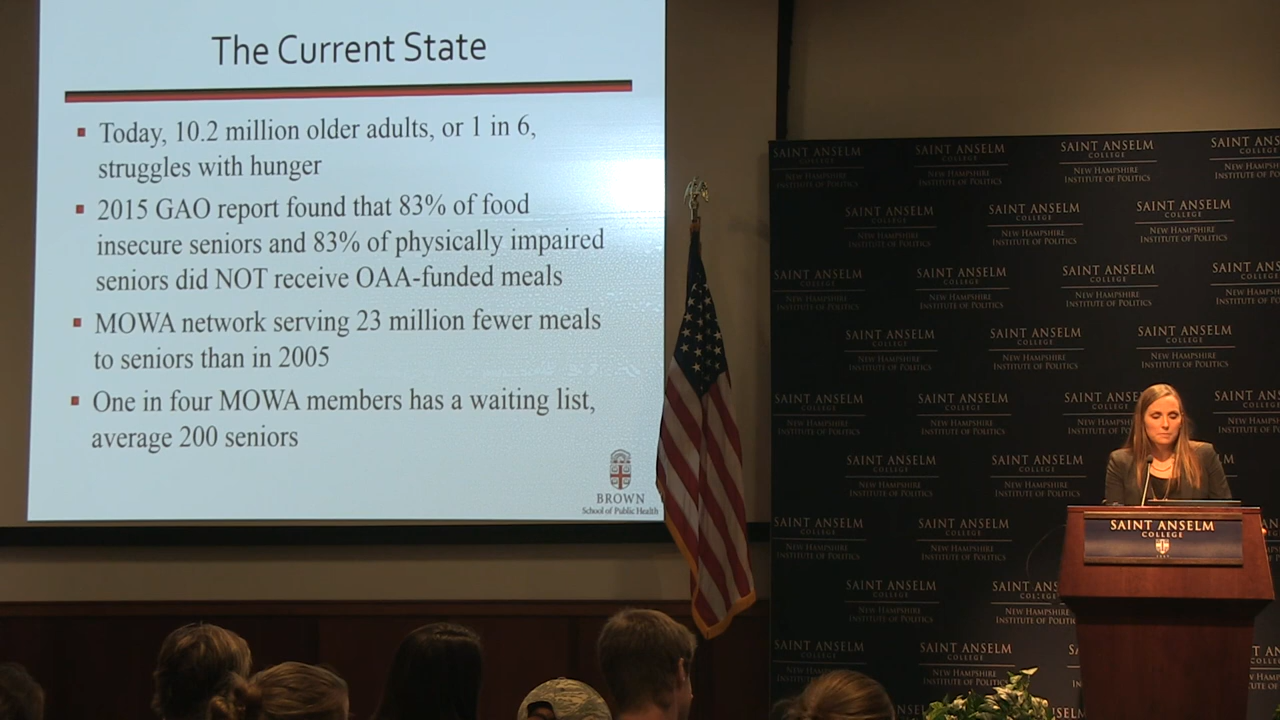 The Current State
Today, 10.2 million older adults, or 1 in 6,
struggles with hunger
2015 GAO report found that 83% of food
insecure seniors and 83% of physically impaired
seniors did NOT receive OAA-funded meals
MOWA network serving 23 million fewer meals
to seniors than in 2005
One in four MOWA members has a waiting list,
average 200 seniors
BROWN
School of Public Health
SAINT ANSELM
COLLEGE
NEW HAMPSHIRE
INSTITUTE OF POLITICS
SAINT ANSELM
COLLEGE